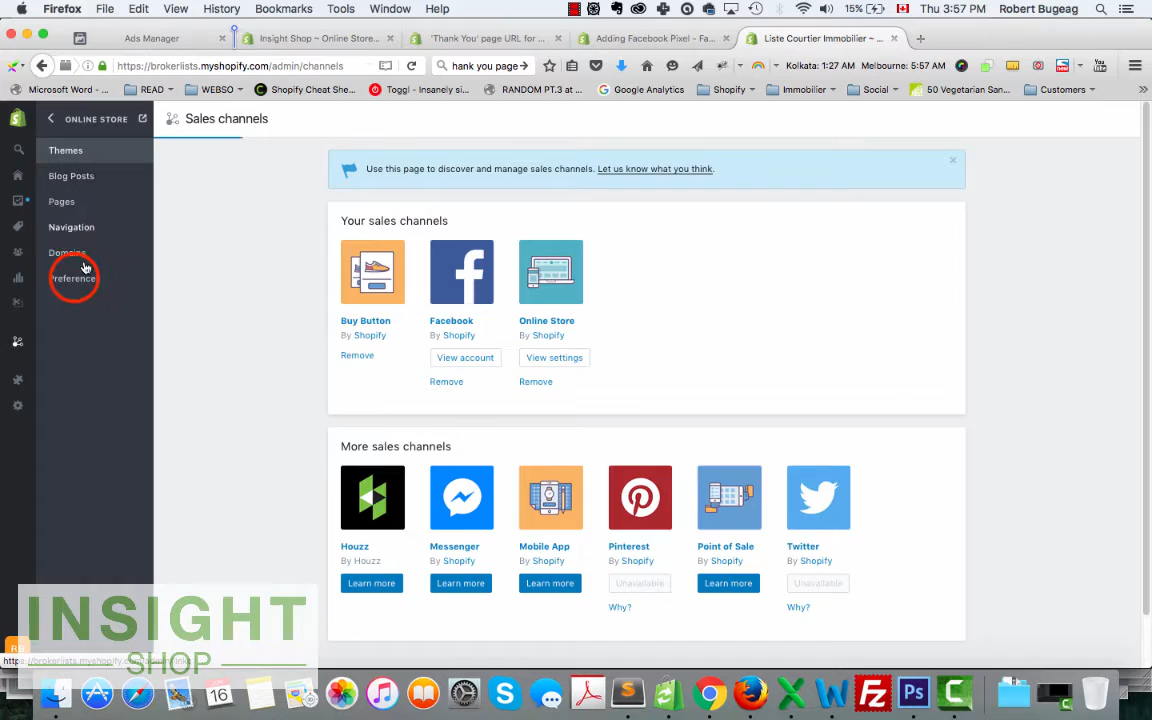 Firefox File Edit View History Bookmarks Tools Window Help 15% Thu 3:57 PM Robert Bugeag
Ads Manager × Insight Shop ~ Online Store... × 'Thank You' page URL for ... × Adding Facebook Pixel - Fa... × Liste Courtier Immobilier ~ ... × +
https://brokerlists.myshopify.com/admin/channels hank you page Kolkata: 1:27 AM Melbourne: 5:57 AM
Microsoft Word - ... READ WEBSO Shopify Cheat She... Toggl - Insanely si... RANDOM PT.3 at ... Google Analytics Shopify Immobilier Social 50 Vegetarian San... Customers
ONLINE STORE
Sales channels
Themes
Blog Posts
Pages
Navigation
Domains
Preference
Use this page to discover and manage sales channels. Let us know what you think.
Your sales channels
Buy Button Facebook Online Store
By Shopify By Shopify By Shopify
Remove View account View settings
Remove Remove
More sales channels
Houzz Messenger Mobile App Pinterest Point of Sale Twitter
By Houzz By Shopify By Shopify By Shopify By Shopify By Shopify
Learn more Learn more Learn more Unavailable Learn more Unavailable
Why? Why?
INSIGHT
SHOP